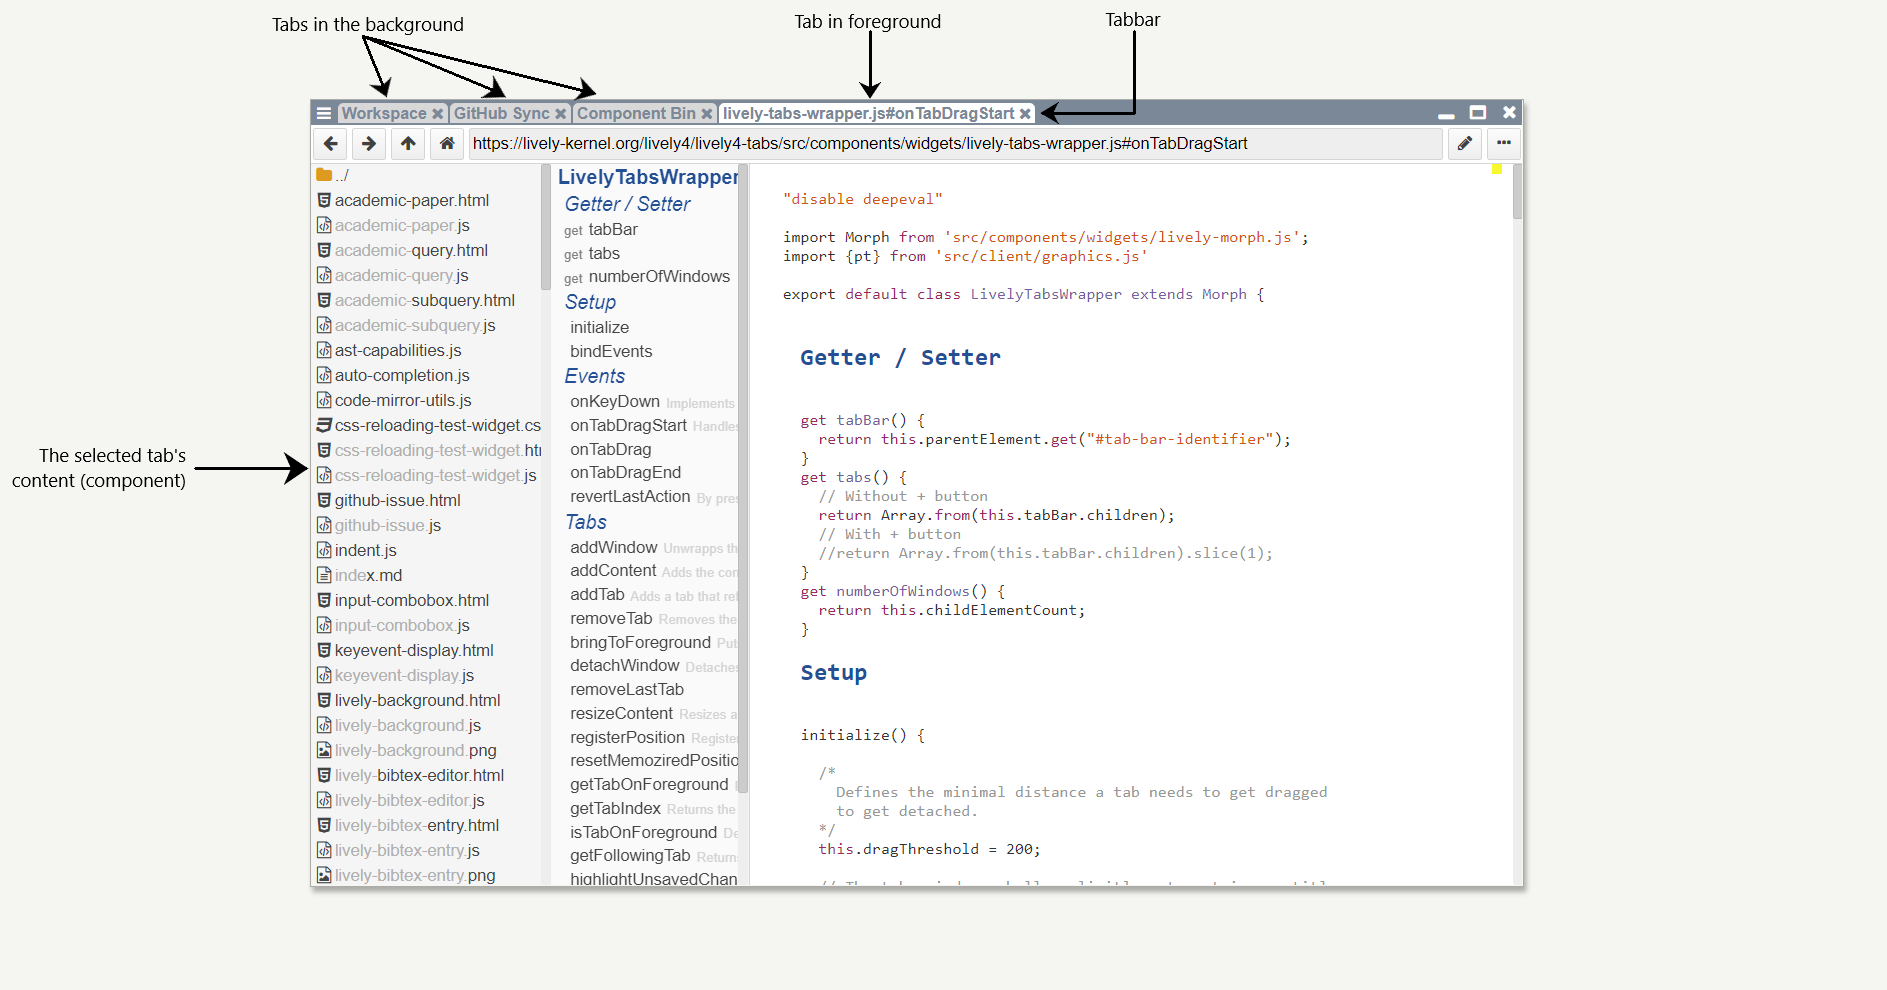 Tabs in the background
Tab in foreground
Tabbar
Workspace
GitHub Sync
Component Bin
lively-tabs-wrapper.js#onTabDragStart
https://lively-kernel.org/lively4/lively4-tabs/src/components/widgets/lively-tabs-wrapper.js#onTabDragStart
The selected tab's
content (component)
../
academic-paper.html
academic-paper.js
academic-query.html
academic-query.js
academic-subquery.html
academic-subquery.js
ast-capabilities.js
auto-completion.js
code-mirror-utils.js
css-reloading-test-widget.cs
css-reloading-test-widget.ht
css-reloading-test-widget.js
github-issue.html
github-issue.js
indent.js
index.md
input-combobox.html
input-combobox.js
keyevent-display.html
keyevent-display.js
lively-background.html
lively-background.js
lively-background.png
lively-bibtex-editor.html
lively-bibtex-editor.js
lively-bibtex-entry.html
lively-bibtex-entry.js
lively-bibtex-entry.png
LivelyTabsWrapper
Getter / Setter
get tabBar
get tabs
get numberOfWindows
Setup
initialize
bindEvents
Events
onKeyDown Implements
onTabDragStart Handles
onTabDrag
onTabDragEnd
revertLastAction By pres
Tabs
addWindow Unwrapps th
addContent Adds the con
addTab Adds a tab that rel
removeTab Removes the
bringToForeground Put
detachWindow Detaches
removeLastTab
resizeContent Resizes a
registerPosition Register
resetMemoziredPositio
getTabOnForeground
getTabIndex Returns the
isTabOnForeground De
getFollowingTab Return
highlightUnsavedChan
"disable deepeval"
import Morph from 'src/components/widgets/lively-morph.js';
import {pt} from 'src/client/graphics.js'
export default class LivelyTabsWrapper extends Morph {
Getter / Setter
get tabBar() {
return this.parentElement.get("#tab-bar-identifier");
}
get tabs() {
// Without + button
return Array.from(this.tabBar.children);
// With + button
//return Array.from(this.tabBar.children).slice(1);
}
get numberOfWindows() {
return this.childElementCount;
}
Setup
initialize() {
/*
Defines the minimal distance a tab needs to get dragged
to get detached.
*/
this.dragThreshold = 200;